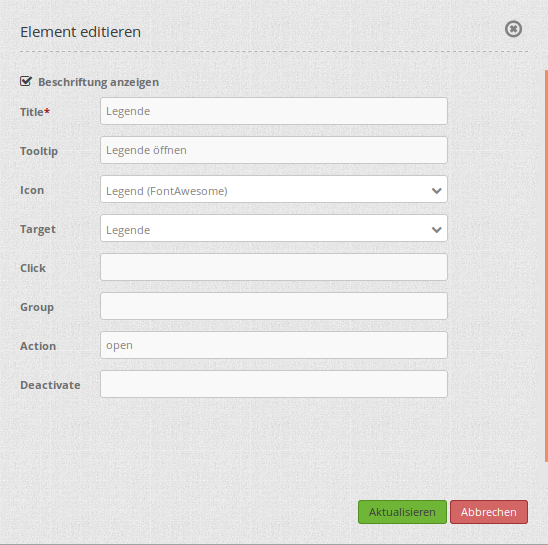 Element editieren
Beschriftung anzeigen
Title* Legende
Tooltip Legende öffnen
Icon Legend (FontAwesome)
Target Legende
Click
Group
Action open
Deactivate
Aktualisieren Abbrechen